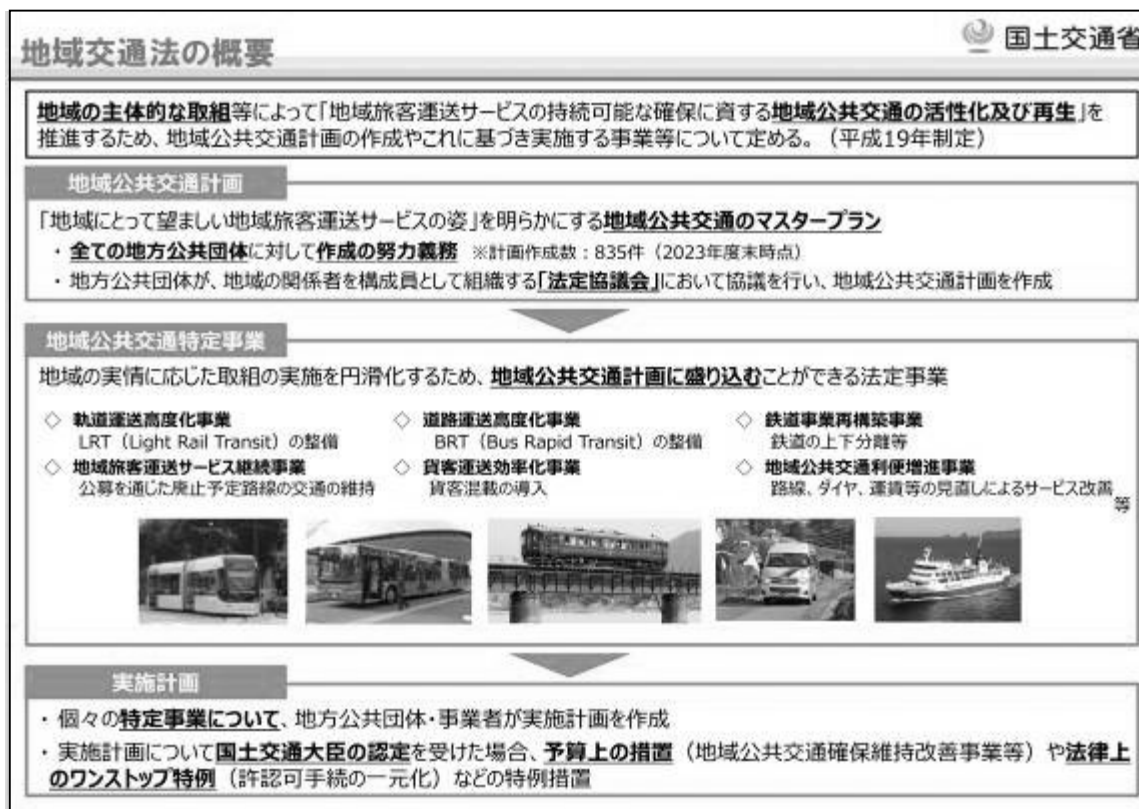 地域交通法の概要
国土交通省
地域の主体的な取組等によって「地域旅客運送サービスの持続可能な確保に資する地域公共交通の活性化及び再生」を
推進するため、地域公共交通計画の作成やこれに基づき実施する事業等について定める。（平成19年制定）
地域公共交通計画
「地域にとって望ましい地域旅客運送サービスの姿」を明らかにする地域公共交通のマスタープラン
・全ての地方公共団体に対して作成の努力義務 ※計画作成数：835件（2023年度末時点）
・地方公共団体が、地域の関係者を構成員として組織する「法定協議会」において協議を行い、地域公共交通計画を作成
地域公共交通特定事業
地域の実情に応じた取組の実施を円滑化するため、地域公共交通計画に盛り込むことができる法定事業
◇ 軌道運送高度化事業
LRT（Light Rail Transit）の整備
◇ 道路運送高度化事業
BRT（Bus Rapid Transit）の整備
◇ 鉄道事業再構築事業
鉄道の上下分離等
◇ 地域旅客運送サービス継続事業
公募を通じた廃止予定路線の交通の維持
◇ 貨客運送効率化事業
貨客混載の導入
◇ 地域公共交通利便増進事業
路線、ダイヤ、運賃等の見直しによるサービス改善
等
実施計画
・個々の特定事業について、地方公共団体・事業者が実施計画を作成
・実施計画について国土交通大臣の認定を受けた場合、予算上の措置（地域公共交通確保維持改善事業等）や法律上
のワンストップ特例（許認可手続の一元化）などの特例措置